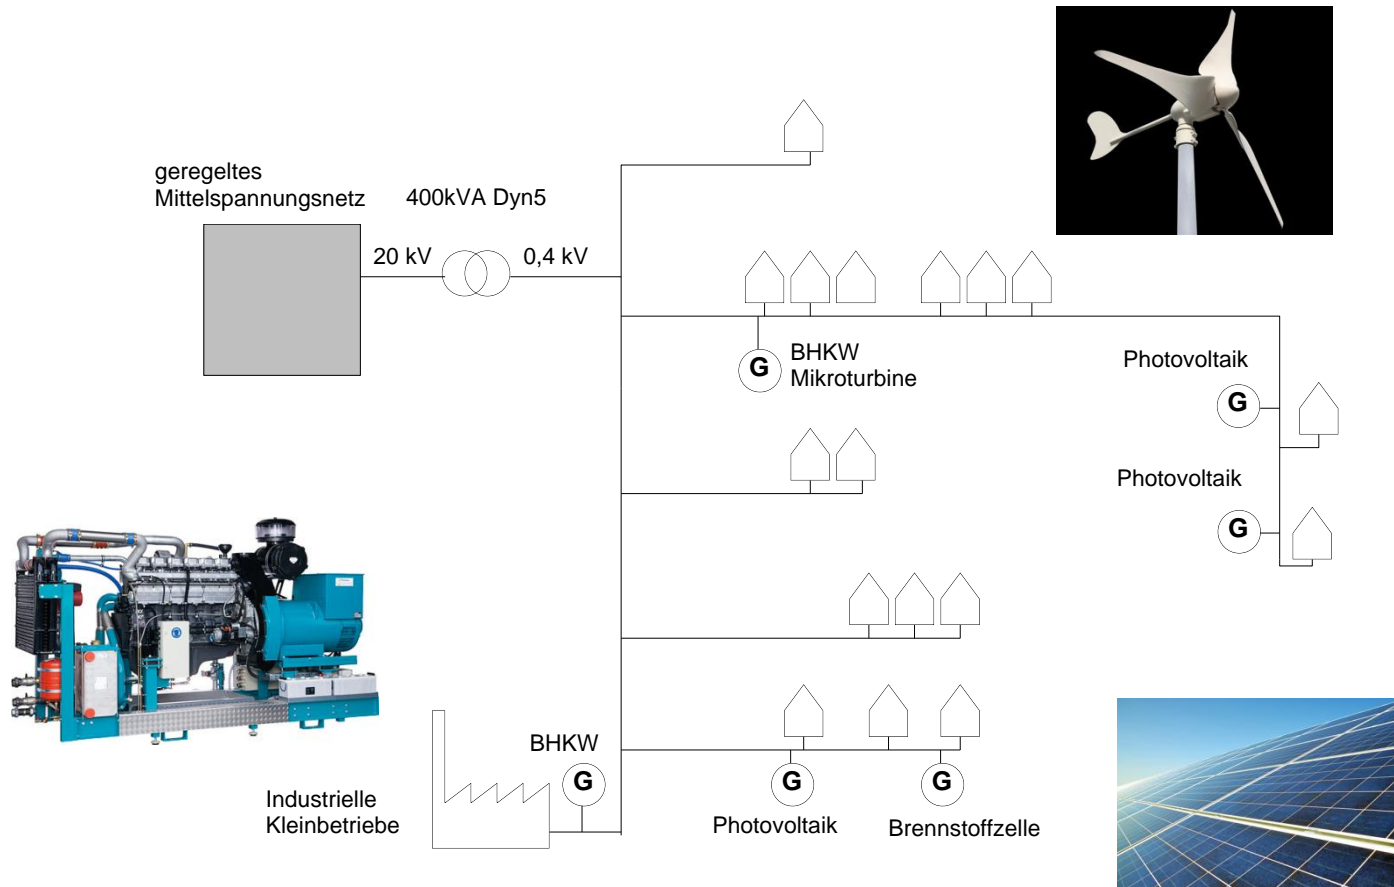 geregeltes
Mittelspannungsnetz
400kVA Dyn5
20 kV
0,4 kV
G
BHKW
Mikroturbine
Photovoltaik
G
Photovoltaik
G
BHKW
G
Industrielle
Kleinbetriebe
G
Photovoltaik
G
Brennstoffzelle